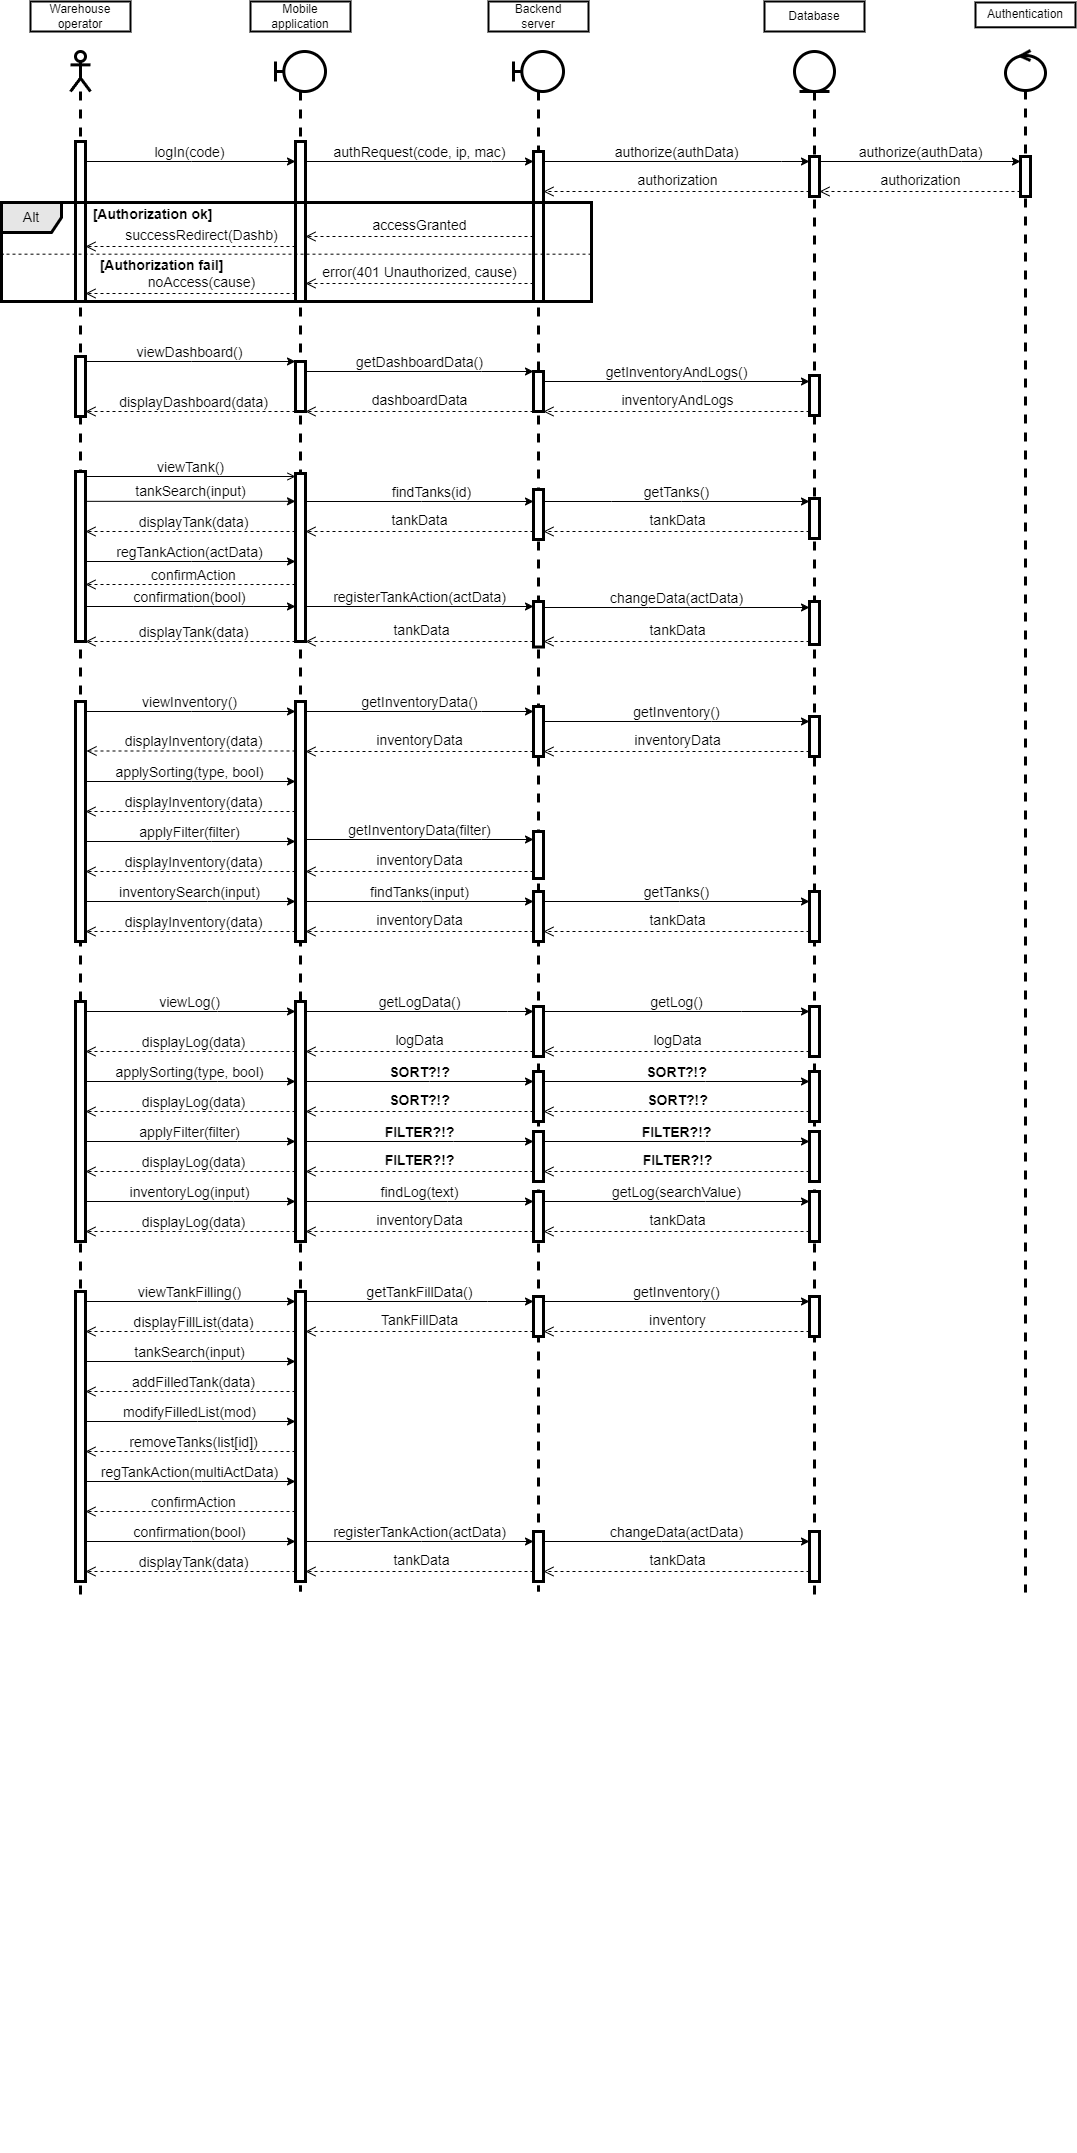 Warehouse
operator
Mobile
application
Backend
server
Database
Authentication
logIn(code)
authRequest(code, ip, mac)
authorize(authData)
authorize(authData)
authorization
authorization
Alt
[Authorization ok]
accessGranted
successRedirect(Dashb)
[Authorization fail]
error(401 Unauthorized, cause)
noAccess(cause)
viewDashboard()
getDashboardData()
getInventoryAndLogs()
displayDashboard(data)
dashboardData
inventoryAndLogs
viewTank()
tankSearch(input)
findTanks(id)
getTanks()
displayTank(data)
tankData
tankData
regTankAction(actData)
confirmAction
confirmation(bool)
registerTankAction(actData)
changeData(actData)
displayTank(data)
tankData
tankData
viewInventory()
getInventoryData()
getInventory()
displayInventory(data)
inventoryData
inventoryData
applySorting(type, bool)
displayInventory(data)
applyFilter(filter)
getInventoryData(filter)
displayInventory(data)
inventoryData
inventorySearch(input)
findTanks(input)
getTanks()
displayInventory(data)
inventoryData
tankData
viewLog()
getLogData()
getLog()
displayLog(data)
logData
logData
applySorting(type, bool)
SORT?!?
SORT?!?
displayLog(data)
SORT?!?
SORT?!?
applyFilter(filter)
FILTER?!?
FILTER?!?
displayLog(data)
FILTER?!?
FILTER?!?
inventoryLog(input)
findLog(text)
getLog(searchValue)
displayLog(data)
inventoryData
tankData
viewTankFilling()
getTankFillData()
getInventory()
displayFillList(data)
TankFillData
inventory
tankSearch(input)
addFilledTank(data)
modifyFilledList(mod)
removeTanks(list[id])
regTankAction(multiActData)
confirmAction
confirmation(bool)
registerTankAction(actData)
changeData(actData)
displayTank(data)
tankData
tankData